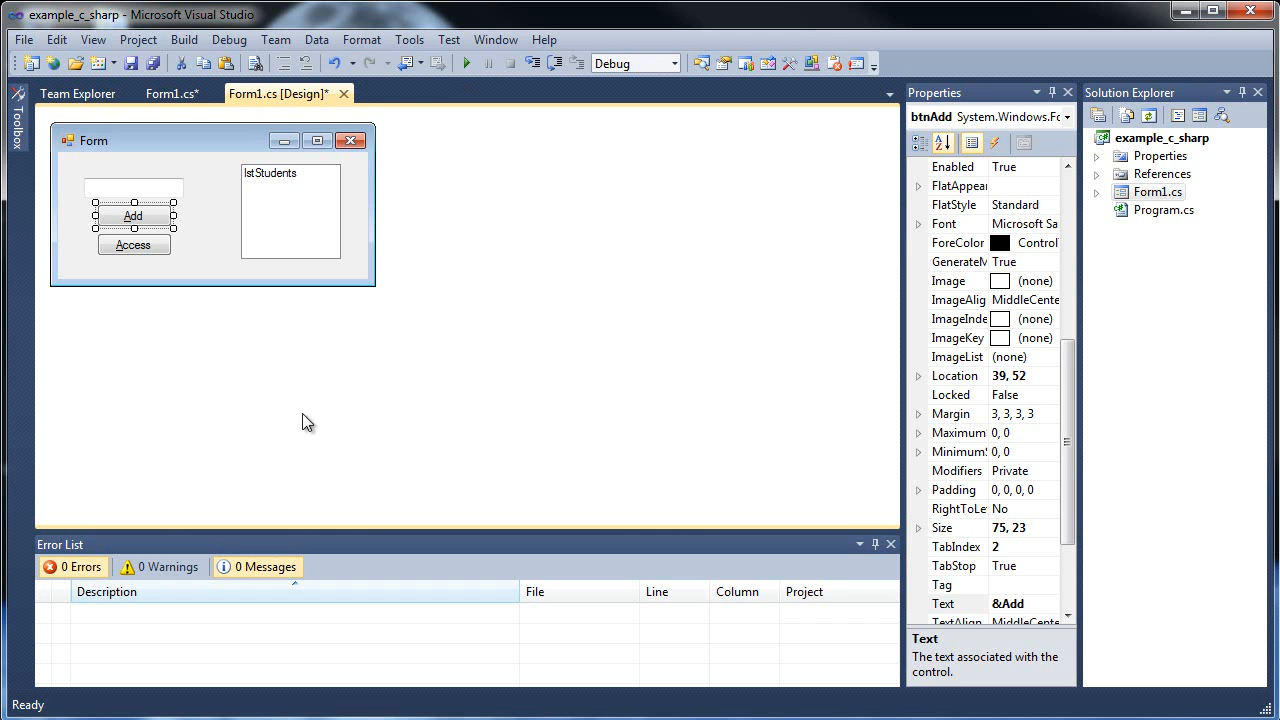 example_c_sharp - Microsoft Visual Studio
File Edit View Project Build Debug Team Data Format Tools Test Window Help
Debug
Toolbox
Team Explorer Form1.cs* Form1.cs [Design]*
Form
lstStudents
Add
Access
Properties
btnAdd System.Windows.Fo
Enabled True
FlatAppear
FlatStyle Standard
Font Microsoft Sa
ForeColor Control
GenerateM True
Image (none)
ImageAlig MiddleCente
ImageInde (none)
ImageKey (none)
ImageList (none)
Location 39, 52
Locked False
Margin 3, 3, 3, 3
Maximum 0, 0
MinimumS 0, 0
Modifiers Private
Padding 0, 0, 0, 0
RightToLe No
Size 75, 23
TabIndex 2
TabStop True
Tag
Text &Add
TextAlign MiddleCente
Text
The text associated with the
control.
Solution Explorer
example_c_sharp
Properties
References
Form1.cs
Program.cs
Error List
0 Errors 0 Warnings 0 Messages
Description File Line Column Project
Ready